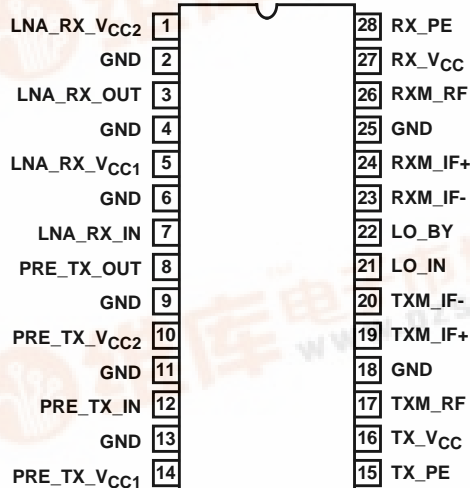 LNA_RX_VCC2 1
GND 2
LNA_RX_OUT 3
GND 4
LNA_RX_VCC1 5
GND 6
LNA_RX_IN 7
PRE_TX_OUT 8
GND 9
PRE_TX_VCC2 10
GND 11
PRE_TX_IN 12
GND 13
PRE_TX_VCC1 14
28 RX_PE
27 RX_VCC
26 RXM_RF
25 GND
24 RXM_IF+
23 RXM_IF-
22 LO_BY
21 LO_IN
20 TXM_IF-
19 TXM_IF+
18 GND
17 TXM_RF
16 TX_VCC
15 TX_PE